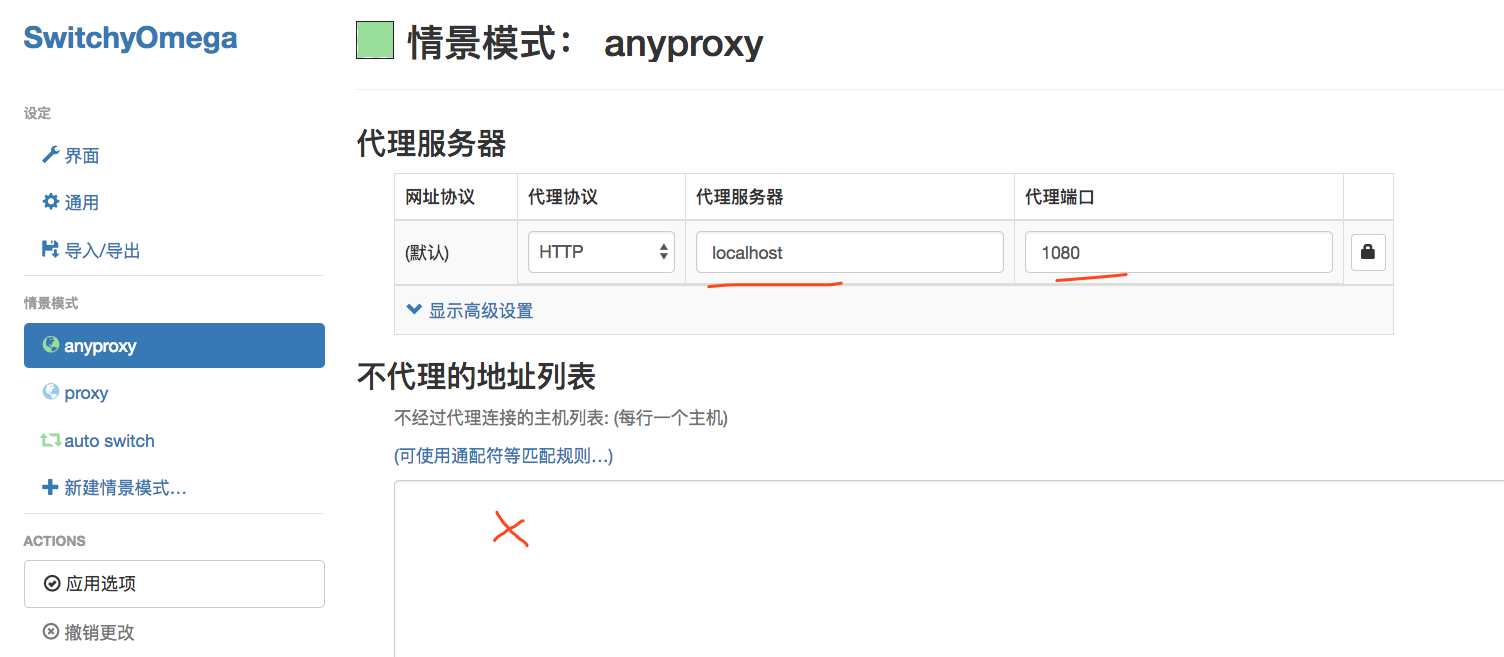 SwitchyOmega
设定
界面
通用
导入/导出
情景模式
anyproxy
proxy
auto switch
新建情景模式…
ACTIONS
应用选项
撤销更改
情景模式： anyproxy
代理服务器
网址协议 代理协议 代理服务器 代理端口
(默认) HTTP localhost 1080
显示高级设置
不代理的地址列表
不经过代理连接的主机列表: (每行一个主机)
(可使用通配符等匹配规则…)